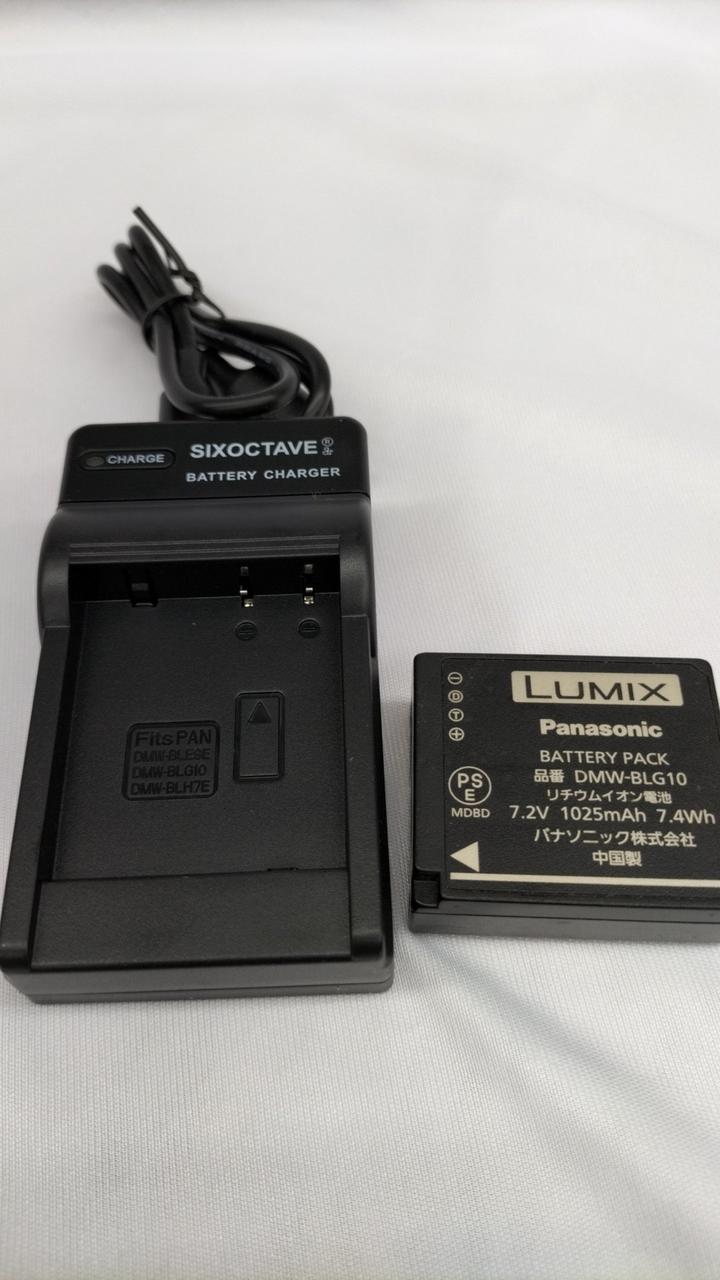 CHARGE
SIXOCTAVE®
BATTERY CHARGER
Fits PAN
DMW-BLE9E
DMW-BLG10
DMW-BLH7E
LUMIX
Panasonic
BATTERY PACK
品番 DMW-BLG10
リチウムイオン電池
7.2V 1025mAh 7.4Wh
パナソニック株式会社
中国製
D
T
PS
E
MDBD